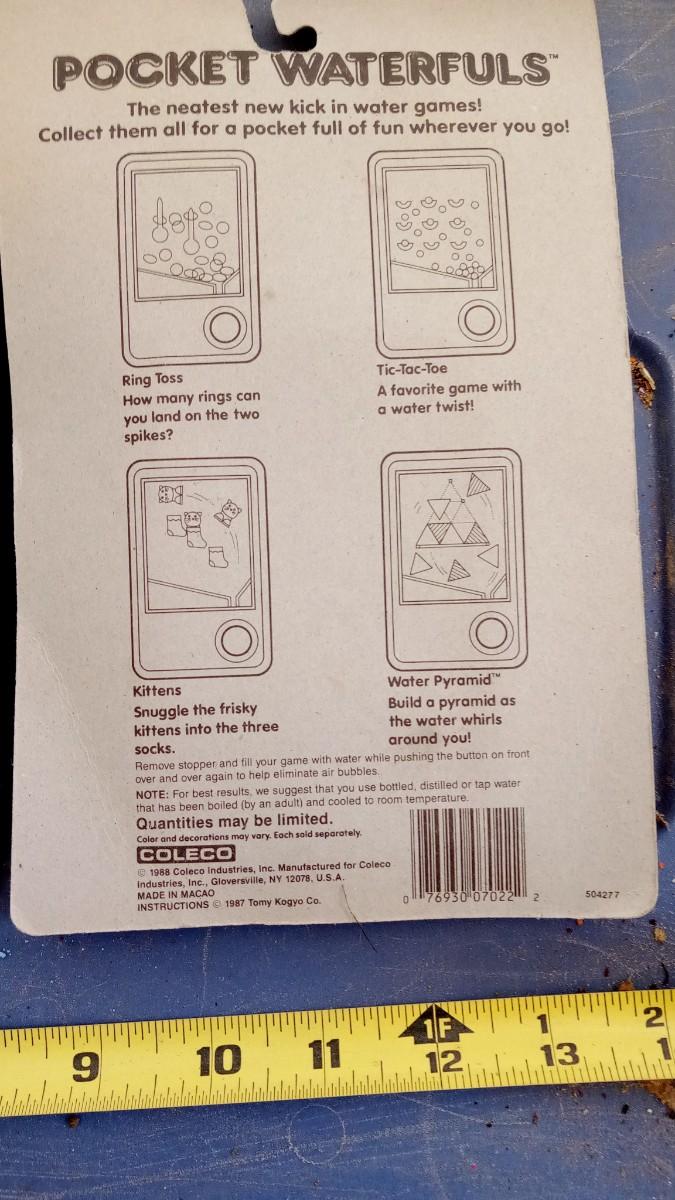 POCKET WATERFULS™
The neatest new kick in water games!
Collect them all for a pocket full of fun wherever you go!
Ring Toss
How many rings can
you land on the two
spikes?
Tic-Tac-Toe
A favorite game with
a water twist!
Kittens
Snuggle the frisky
kittens into the three
socks.
Water Pyramid™
Build a pyramid as
the water whirls
around you!
Remove stopper and fill your game with water while pushing the button on front
over and over again to help eliminate air bubbles.
NOTE: For best results, we suggest that you use bottled, distilled or tap water
that has been boiled (by an adult) and cooled to room temperature.
Quantities may be limited.
Color and decorations may vary. Each sold separately.
COLECO
© 1988 Coleco Industries, Inc. Manufactured for Coleco
Industries, Inc., Gloversville, NY 12078, U.S.A.
MADE IN MACAO
INSTRUCTIONS © 1987 Tomy Kogyo Co.
0 76930 07022 2
504277
1F 1 2
9 10 11 12 13 1